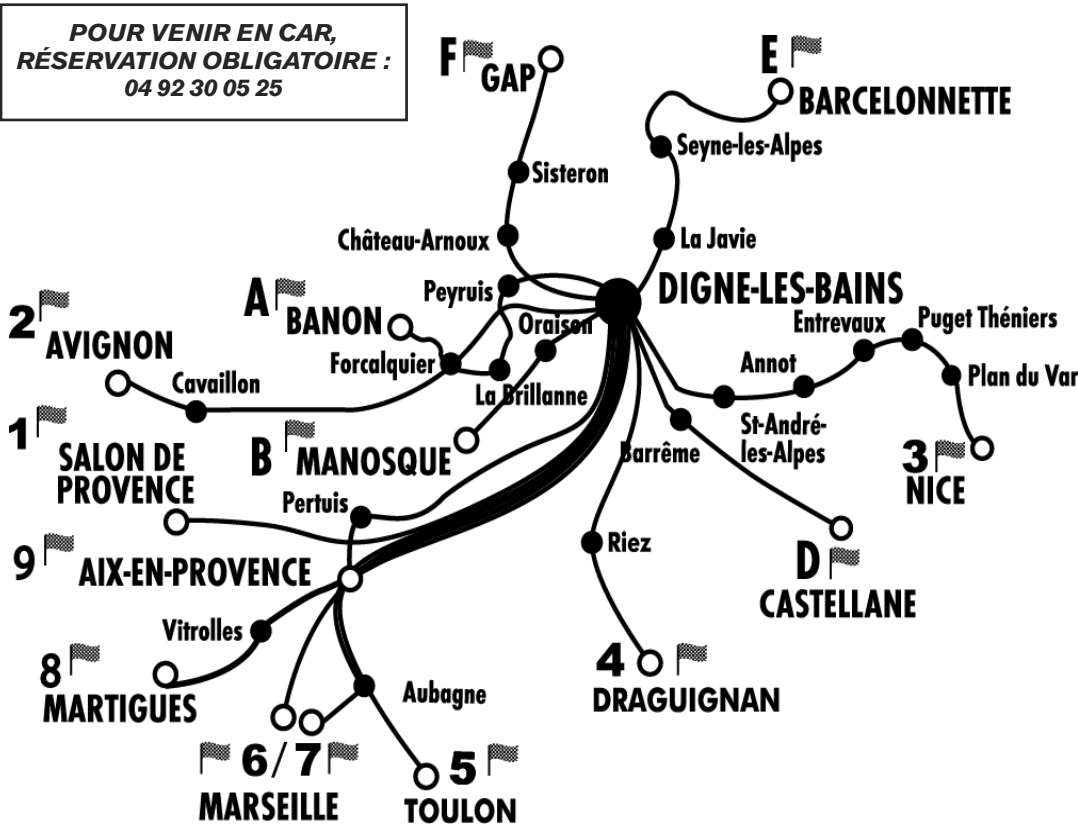 POUR VENIR EN CAR,
RÉSERVATION OBLIGATOIRE :
04 92 30 05 25
F
GAP
E
BARCELONNETTE
Seyne-les-Alpes
Sisteron
Château-Arnoux
La Javie
Peyruis
DIGNE-LES-BAINS
A
BANON
2
AVIGNON
Oraison
Entrevaux
Puget Théniers
Forcalquier
Annot
Plan du Var
Cavaillon
La Brillanne
1
SALON DE
PROVENCE
B
MANOSQUE
Barrême
St-André-
les-Alpes
3
NICE
Pertuis
9
AIX-EN-PROVENCE
Riez
D
CASTELLANE
Vitrolles
8
MARTIGUES
4
DRAGUIGNAN
Aubagne
6/7
MARSEILLE
5
TOULON